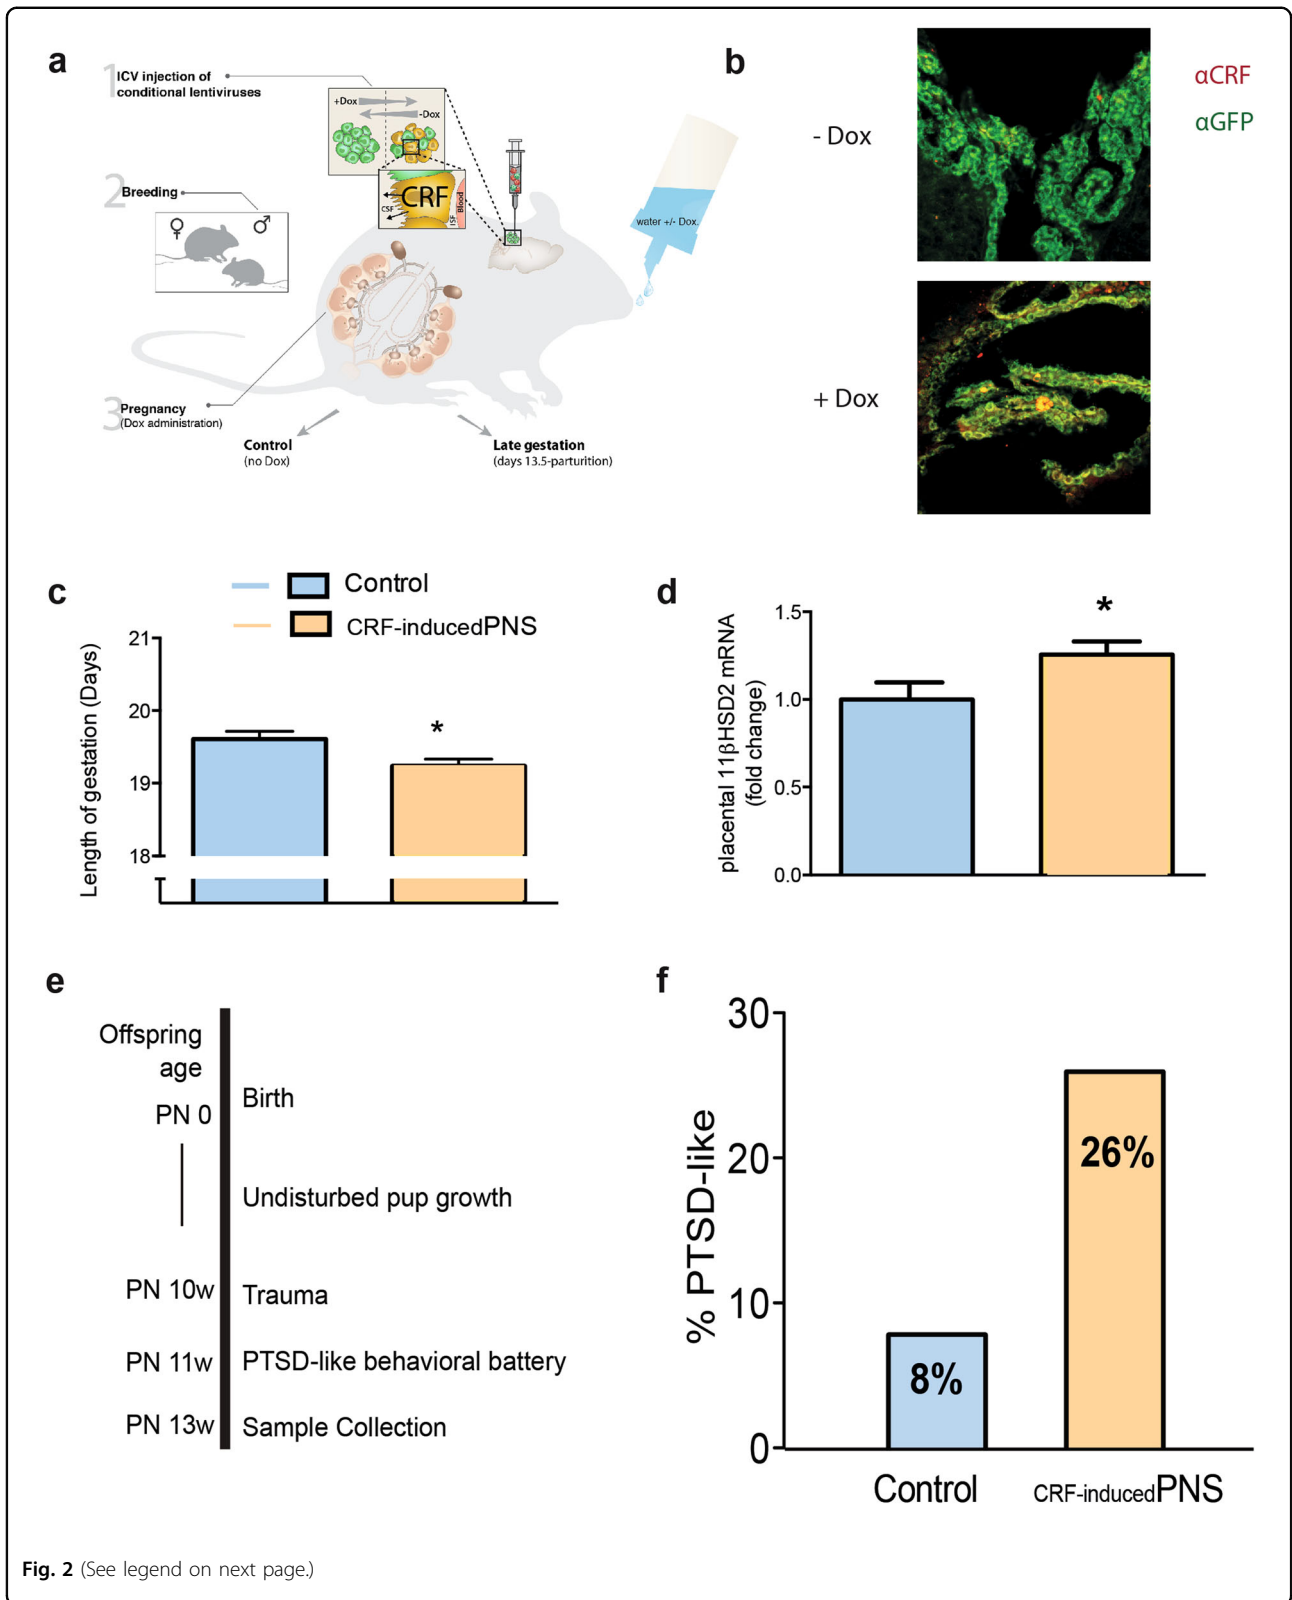 a
1 ICV injection of
conditional lentiviruses
+Dox
-Dox
CRF
CSF
ISF
Blood
2 Breeding
♀ ♂
water +/- Dox.
3 Pregnancy
(Dox administration)
Control
(no Dox)
Late gestation
(days 13.5-parturition)
b
- Dox
+ Dox
αCRF
αGFP
c
Control
CRF-inducedPNS
Length of gestation (Days)
21
20
19
18
*
d
placental 11βHSD2 mRNA
(fold change)
1.5
1.0
0.5
0.0
*
e
Offspring
age
PN 0
Birth
Undisturbed pup growth
PN 10w
Trauma
PN 11w
PTSD-like behavioral battery
PN 13w
Sample Collection
f
% PTSD-like
30
20
10
0
8%
26%
Control
CRF-inducedPNS
Fig. 2 (See legend on next page.)